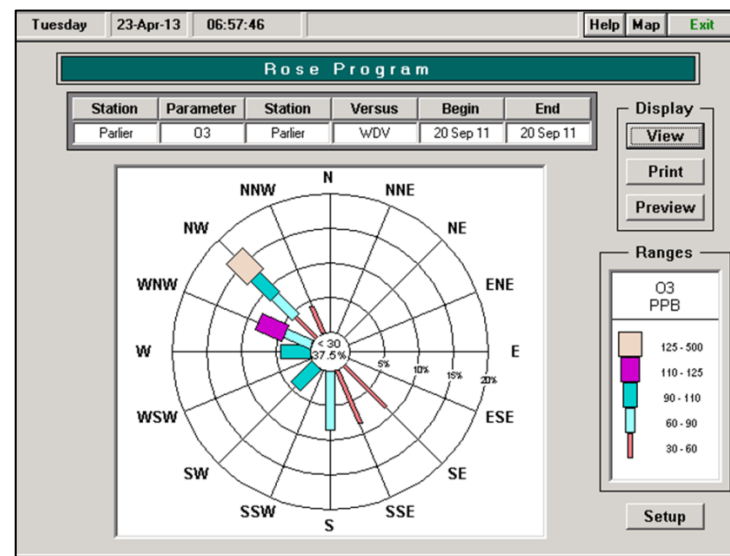 Tuesday 23-Apr-13 06:57:46 Help Map Exit
Rose Program
Station Parameter Station Versus Begin End
Parlier O3 Parlier WDV 20 Sep 11 20 Sep 11
Display
View
Print
Preview
N
NNW NNE
NW NE
WNW ENE
< 30
37.5%
W E
5% 10% 15% 20%
WSW ESE
SW SE
SSW SSE
S
Ranges
O3
PPB
125 - 500
110 - 125
90 - 110
60 - 90
30 - 60
Setup